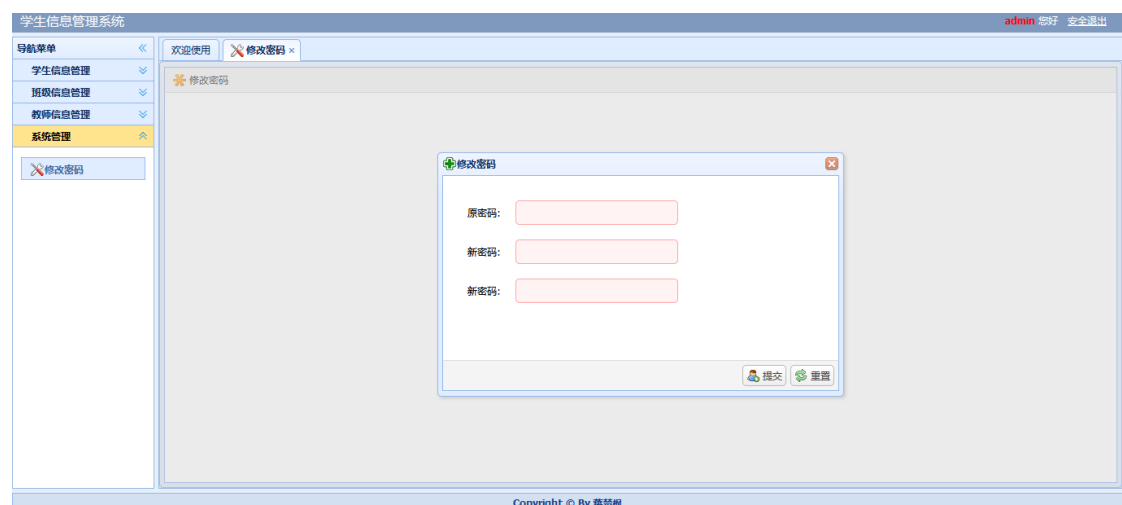 学生信息管理系统
admin 您好 安全退出
导航菜单
欢迎使用
修改密码
学生信息管理
班级信息管理
教师信息管理
系统管理
修改密码
修改密码
修改密码
原密码:
新密码:
新密码:
提交
重置
Copyright © By